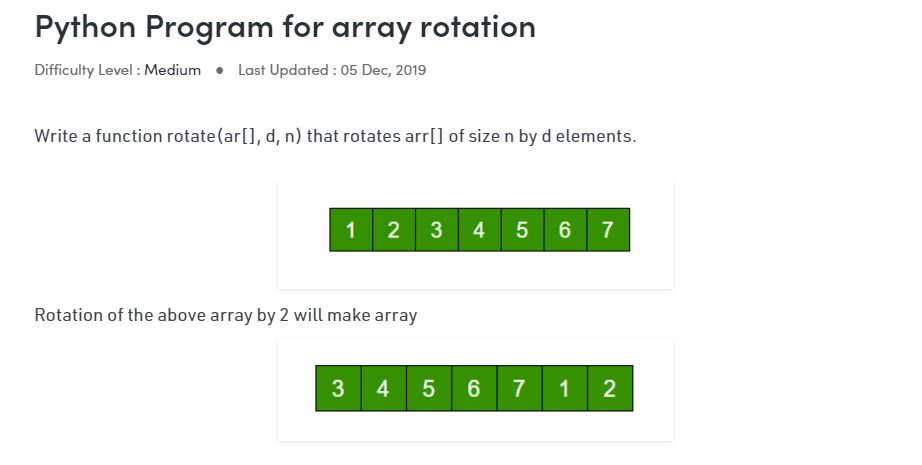 Python Program for array rotation
Difficulty Level : Medium ● Last Updated : 05 Dec, 2019
Write a function rotate(ar[], d, n) that rotates arr[] of size n by d elements.
1 2 3 4 5 6 7
Rotation of the above array by 2 will make array
3 4 5 6 7 1 2